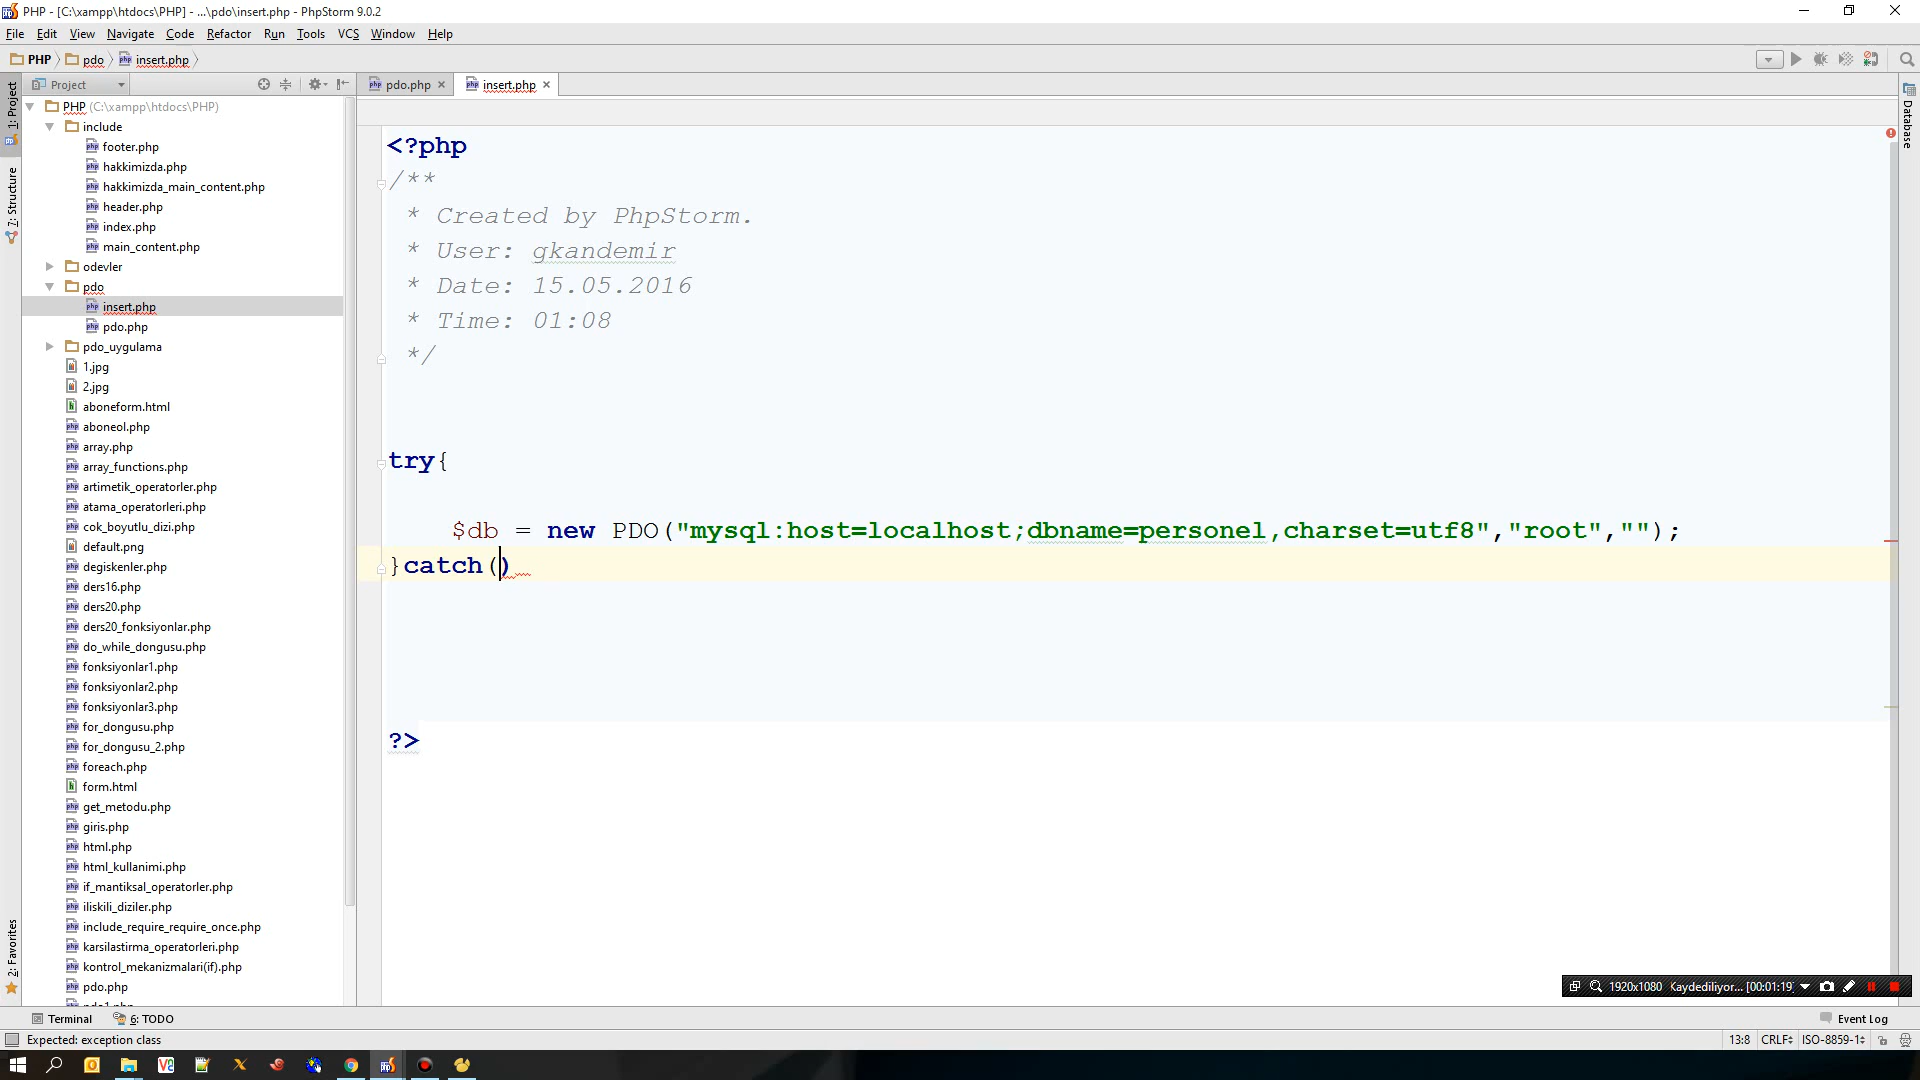 PHP - [C:\xampp\htdocs\PHP] - ...\pdo\insert.php - PhpStorm 9.0.2
File Edit View Navigate Code Refactor Run Tools VCS Window Help
PHP pdo insert.php
Project pdo.php insert.php
1: Project
7: Structure
2: Favorites
Database
PHP (C:\xampp\htdocs\PHP)
include
footer.php
hakkimizda.php
hakkimizda_main_content.php
header.php
index.php
main_content.php
odevler
pdo
insert.php
pdo.php
pdo_uygulama
1.jpg
2.jpg
aboneform.html
aboneol.php
array.php
array_functions.php
artimetik_operatorler.php
atama_operatorleri.php
cok_boyutlu_dizi.php
default.png
degiskenler.php
ders16.php
ders20.php
ders20_fonksiyonlar.php
do_while_dongusu.php
fonksiyonlar1.php
fonksiyonlar2.php
fonksiyonlar3.php
for_dongusu.php
for_dongusu_2.php
foreach.php
form.html
get_metodu.php
giris.php
html.php
html_kullanimi.php
if_mantiksal_operatorler.php
iliskili_diziler.php
include_require_require_once.php
karsilastirma_operatorleri.php
kontrol_mekanizmalari(if).php
pdo.php
<?php
/**
* Created by PhpStorm.
* User: gkandemir
* Date: 15.05.2016
* Time: 01:08
*/
try{
$db = new PDO("mysql:host=localhost;dbname=personel,charset=utf8","root","");
}catch()
?>
1920x1080 Kaydediliyor... [00:01:19]
Terminal 6: TODO Event Log
Expected: exception class 13:8 CRLF ISO-8859-1